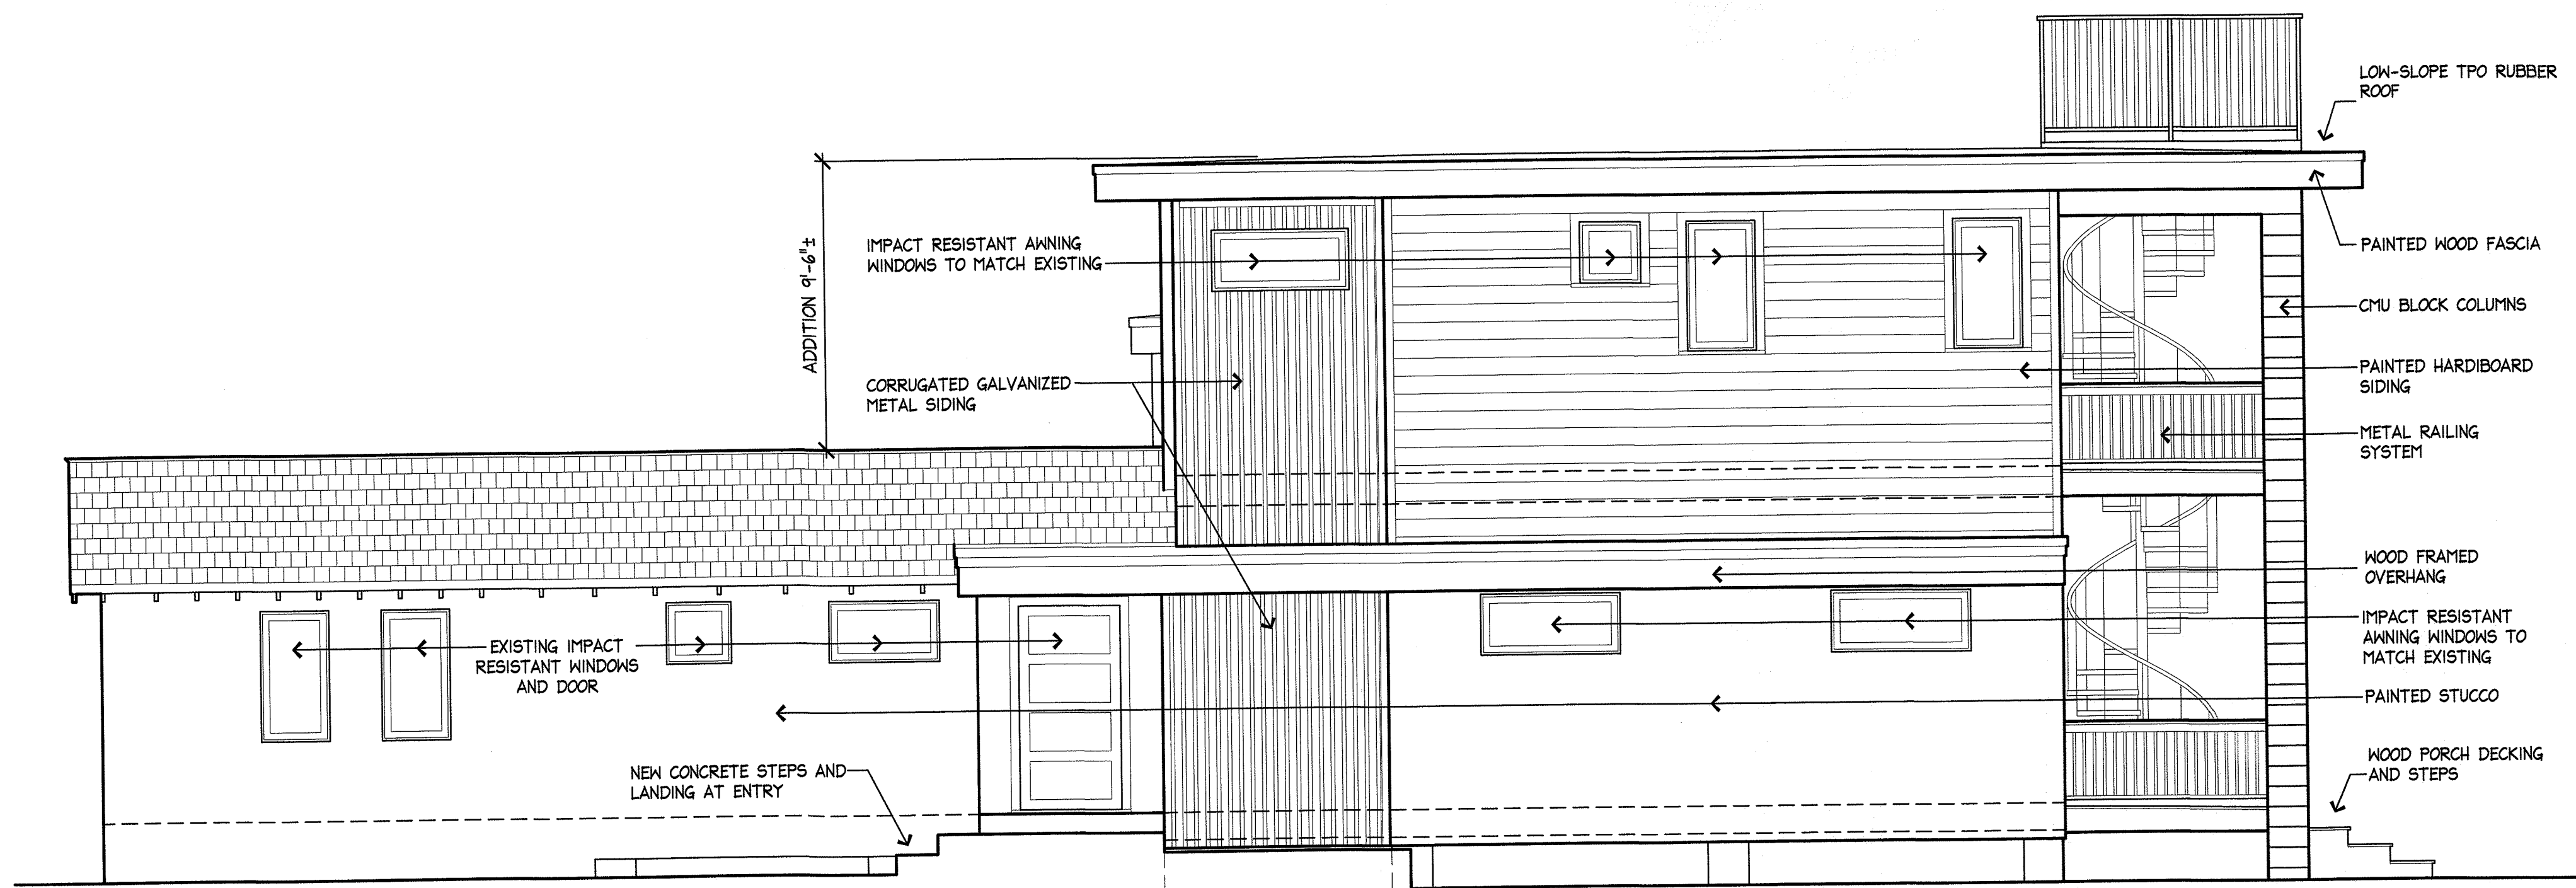 LOW-SLOPE TPO RUBBER
ROOF
ADDITION 9'-6"±
IMPACT RESISTANT AWNING
WINDOWS TO MATCH EXISTING
PAINTED WOOD FASCIA
CMU BLOCK COLUMNS
CORRUGATED GALVANIZED
METAL SIDING
PAINTED HARDIBOARD
SIDING
METAL RAILING
SYSTEM
WOOD FRAMED
OVERHANG
EXISTING IMPACT
RESISTANT WINDOWS
AND DOOR
IMPACT RESISTANT
AWNING WINDOWS TO
MATCH EXISTING
PAINTED STUCCO
NEW CONCRETE STEPS AND
LANDING AT ENTRY
WOOD PORCH DECKING
AND STEPS